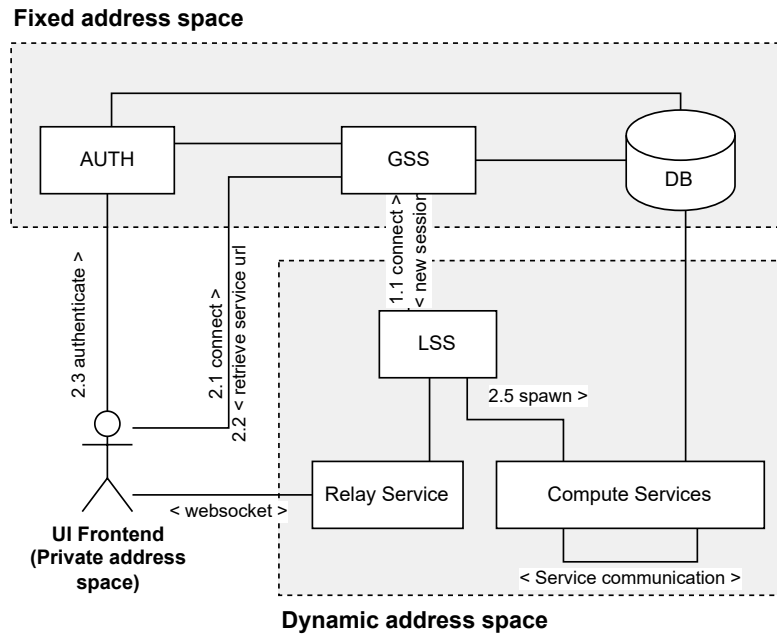 Fixed address space
AUTH
GSS
DB
1.1 connect >
< new session
2.3 authenticate >
2.1 connect >
2.2 < retrieve service url
LSS
2.5 spawn >
Relay Service
Compute Services
< websocket >
UI Frontend
(Private address
space)
< Service communication >
Dynamic address space